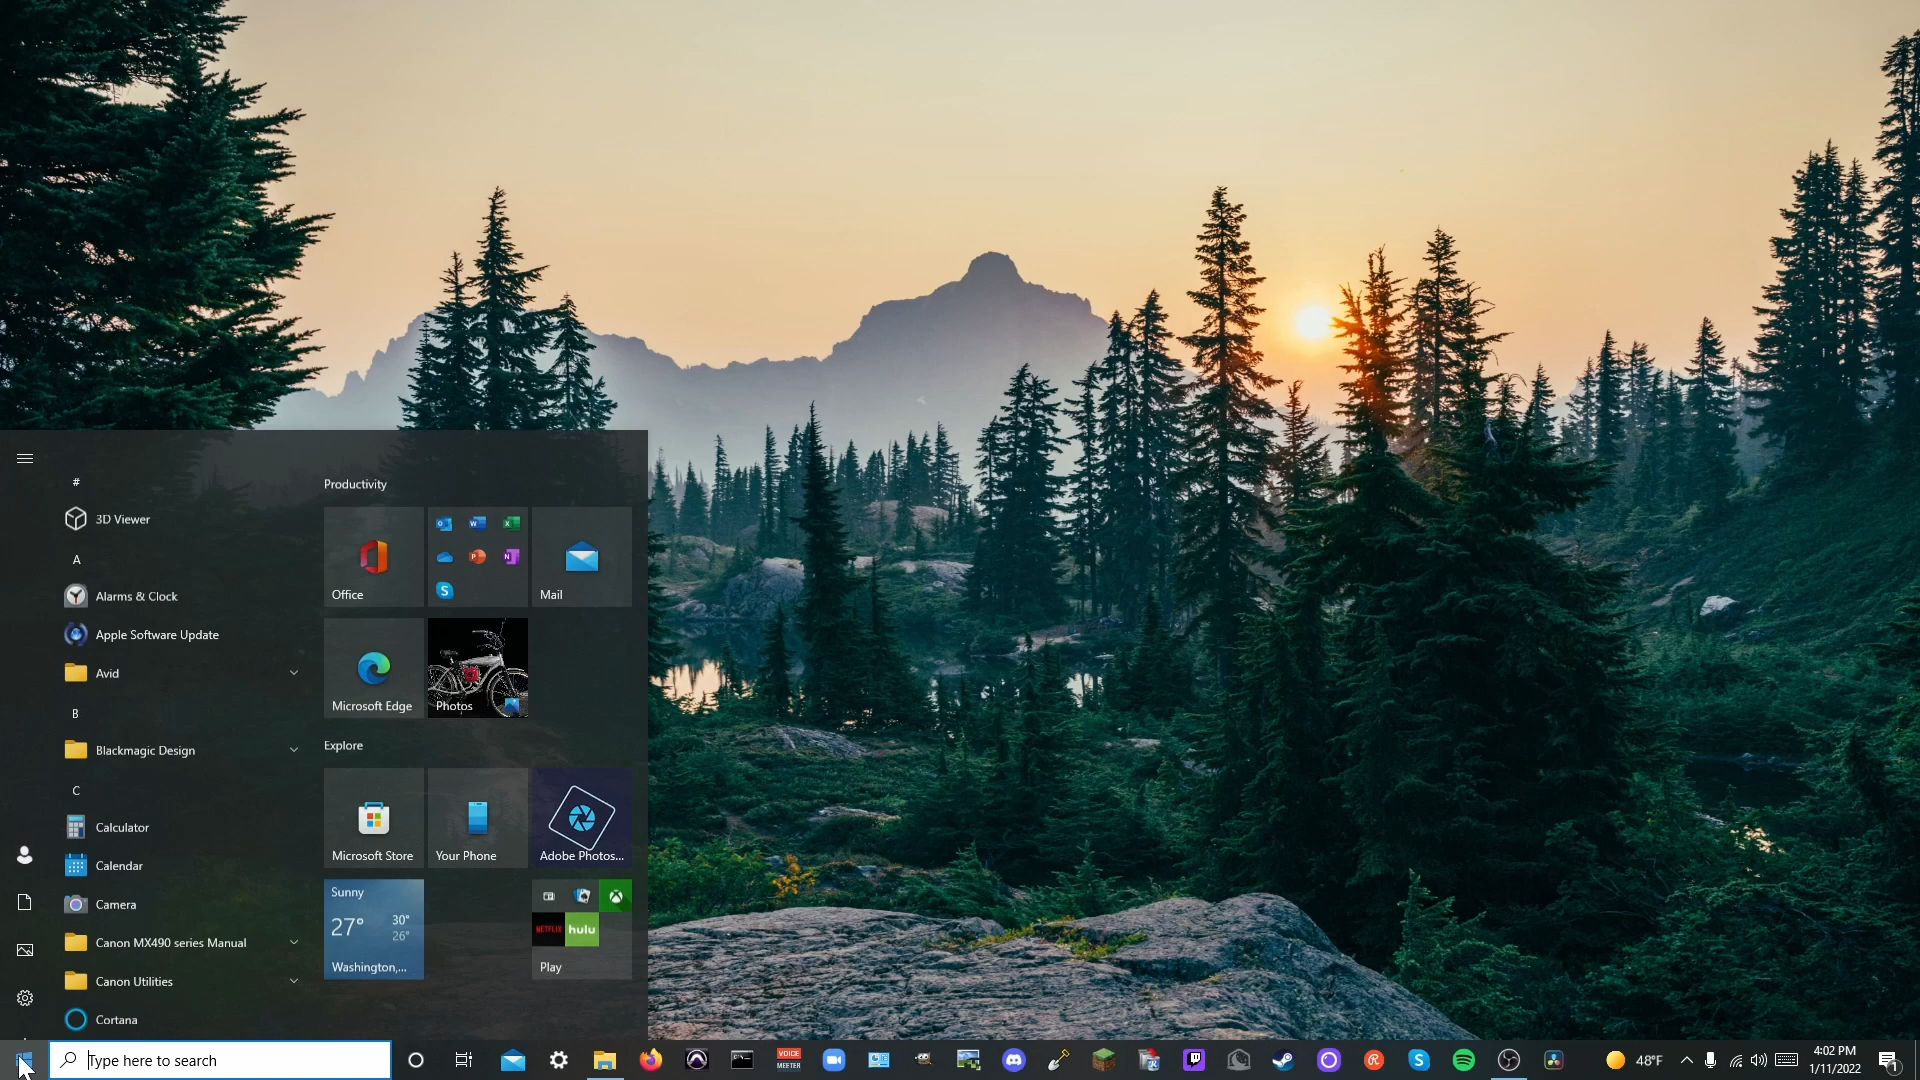 #
3D Viewer
A
Alarms & Clock
Apple Software Update
Avid
B
Blackmagic Design
C
Calculator
Calendar
Camera
Canon MX490 series Manual
Canon Utilities
Cortana
Productivity
Office
Mail
Microsoft Edge
Photos
Explore
Microsoft Store
Your Phone
Adobe Photos...
Sunny
27°
30°
26°
Washington,...
NETFLIX
hulu
Play
Type here to search
VOICE
MEETER
48°F
4:02 PM
1/11/2022
1